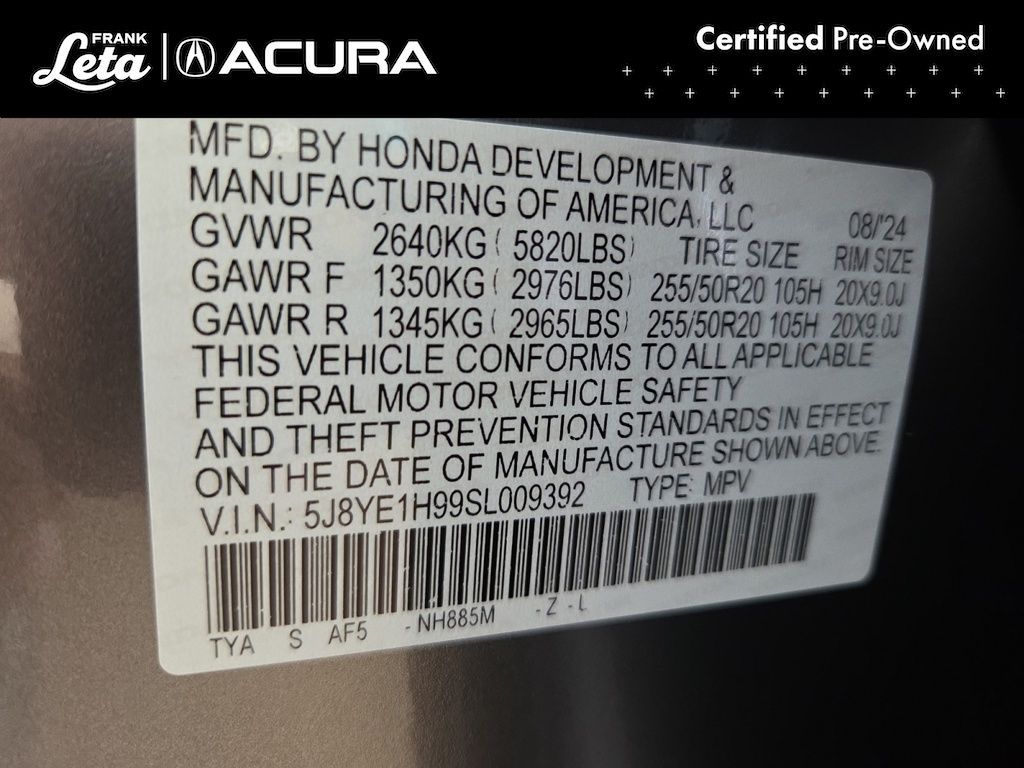 FRANK
Leta
ACURA
Certified Pre-Owned
MFD. BY HONDA DEVELOPMENT &
MANUFACTURING OF AMERICA, LLC 08/'24
GVWR 2640KG ( 5820LBS) TIRE SIZE RIM SIZE
GAWR F 1350KG ( 2976LBS) 255/50R20 105H 20X9.0J
GAWR R 1345KG ( 2965LBS) 255/50R20 105H 20X9.0J
THIS VEHICLE CONFORMS TO ALL APPLICABLE
FEDERAL MOTOR VEHICLE SAFETY
AND THEFT PREVENTION STANDARDS IN EFFECT
ON THE DATE OF MANUFACTURE SHOWN ABOVE.
V.I.N.: 5J8YE1H99SL009392 TYPE: MPV
TYA S AF5 -NH885M -Z -L